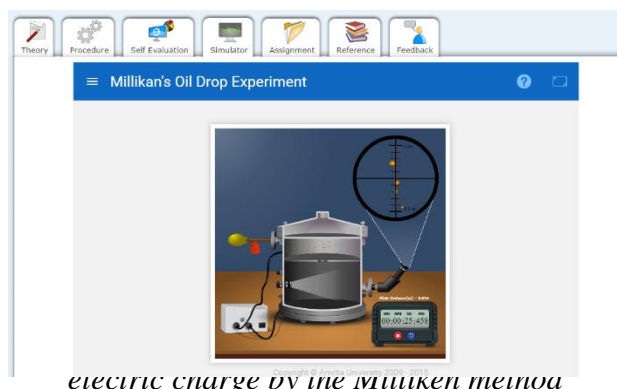 Theory Procedure Self Evaluation Simulator Assignment Reference Feedback
Millikan's Oil Drop Experiment
00:00:25:458
Copyright © Amrita University 2009 - 2015
electric charge by the Milliken method